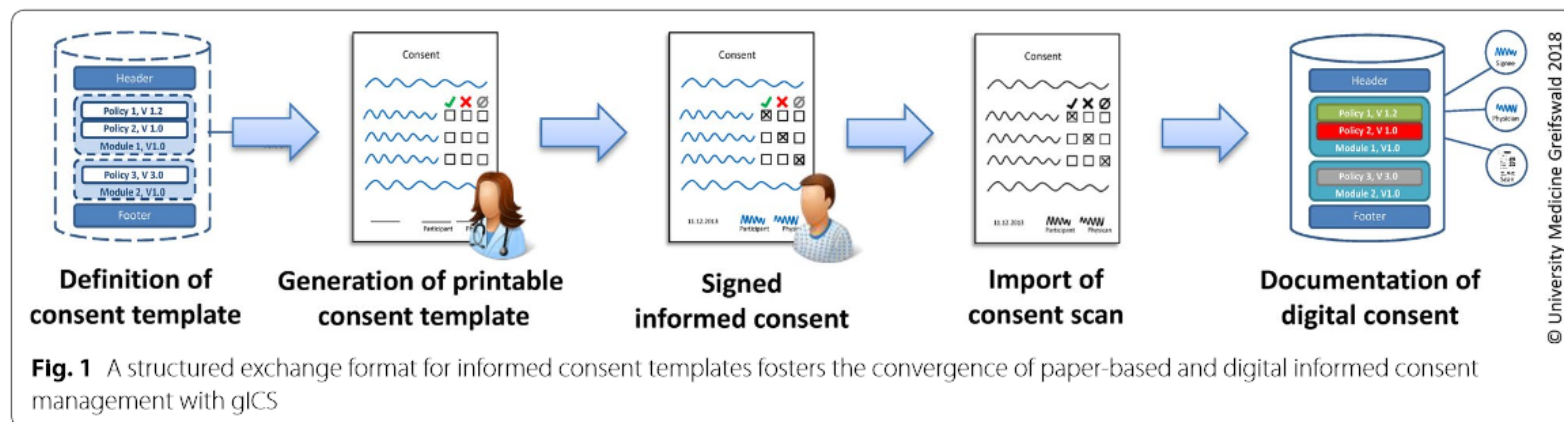 Header
Policy 1, V 1.2
Policy 2, V 1.0
Module 1, V1.0
Policy 3, V 3.0
Module 2, V1.0
Footer
Definition of
consent template
Consent
Participant
Generation of printable
consent template
Consent
11.12.2013
Participant
Signed
informed consent
Consent
11.12.2013
Participant
Physican
Import of
consent scan
Header
Policy 1, V 1.2
Policy 2, V 1.0
Module 1, V1.0
Policy 3, V 3.0
Module 2, V1.0
Footer
Signee
Physician
Scan
Documentation of
digital consent
© University Medicine Greifswald 2018
Fig. 1 A structured exchange format for informed consent templates fosters the convergence of paper-based and digital informed consent
management with gICS